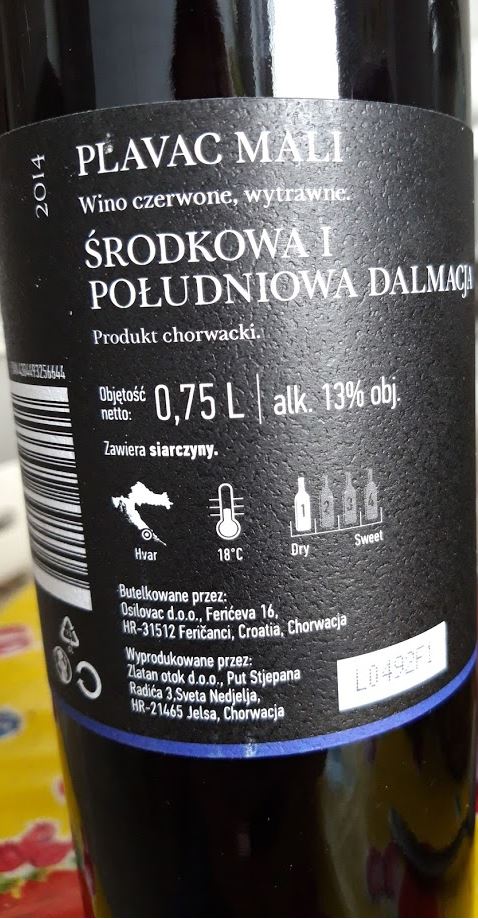 2014
PLAVAC MALI
Wino czerwone, wytrawne.
ŚRODKOWA I
POŁUDNIOWA DALMACJA
Produkt chorwacki.
Objętość
netto: 0,75 L | alk. 13% obj.
Zawiera siarczyny.
Hvar
18°C
1 2 3 4
Dry Sweet
Butelkowane przez:
Osilovac d.o.o., Ferićeva 16,
HR-31512 Feričanci, Croatia, Chorwacja
Wyprodukowane przez:
Zlatan otok d.o.o., Put Stjepana
Radića 3,Sveta Nedjelja,
HR-21465 Jelsa, Chorwacja
L0492F1